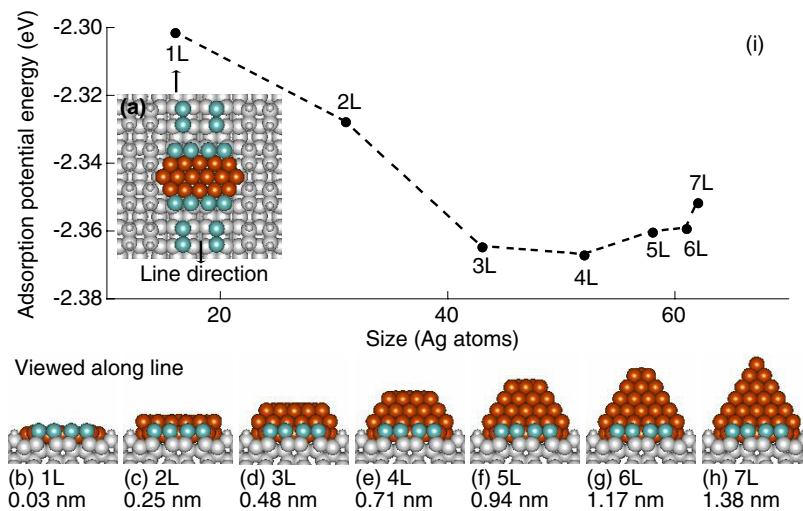 -2.30
-2.32
-2.34
-2.36
-2.38
Adsorption potential energy (eV)
(i)
1L
2L
3L
4L
5L
6L
7L
(a)
Line direction
20
40
60
Size (Ag atoms)
Viewed along line
(b) 1L
0.03 nm
(c) 2L
0.25 nm
(d) 3L
0.48 nm
(e) 4L
0.71 nm
(f) 5L
0.94 nm
(g) 6L
1.17 nm
(h) 7L
1.38 nm